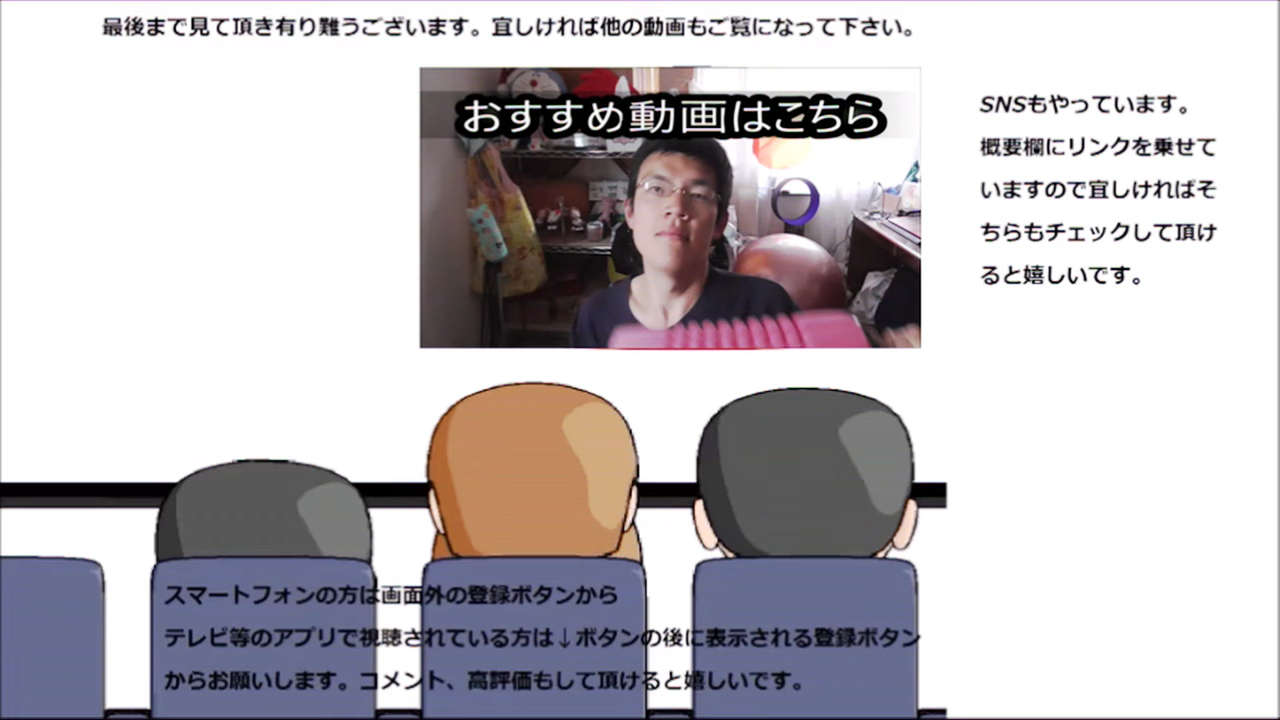 最後まで見て頂き有り難うございます。宜しければ他の動画もご覧になって下さい。
おすすめ動画はこちら
SNSもやっています。
概要欄にリンクを乗せて
いますので宜しければそ
ちらもチェックして頂け
ると嬉しいです。
スマートフォンの方は画面外の登録ボタンから
テレビ等のアプリで視聴されている方は↓ボタンの後に表示される登録ボタン
からお願いします。コメント、高評価もして頂けると嬉しいです。